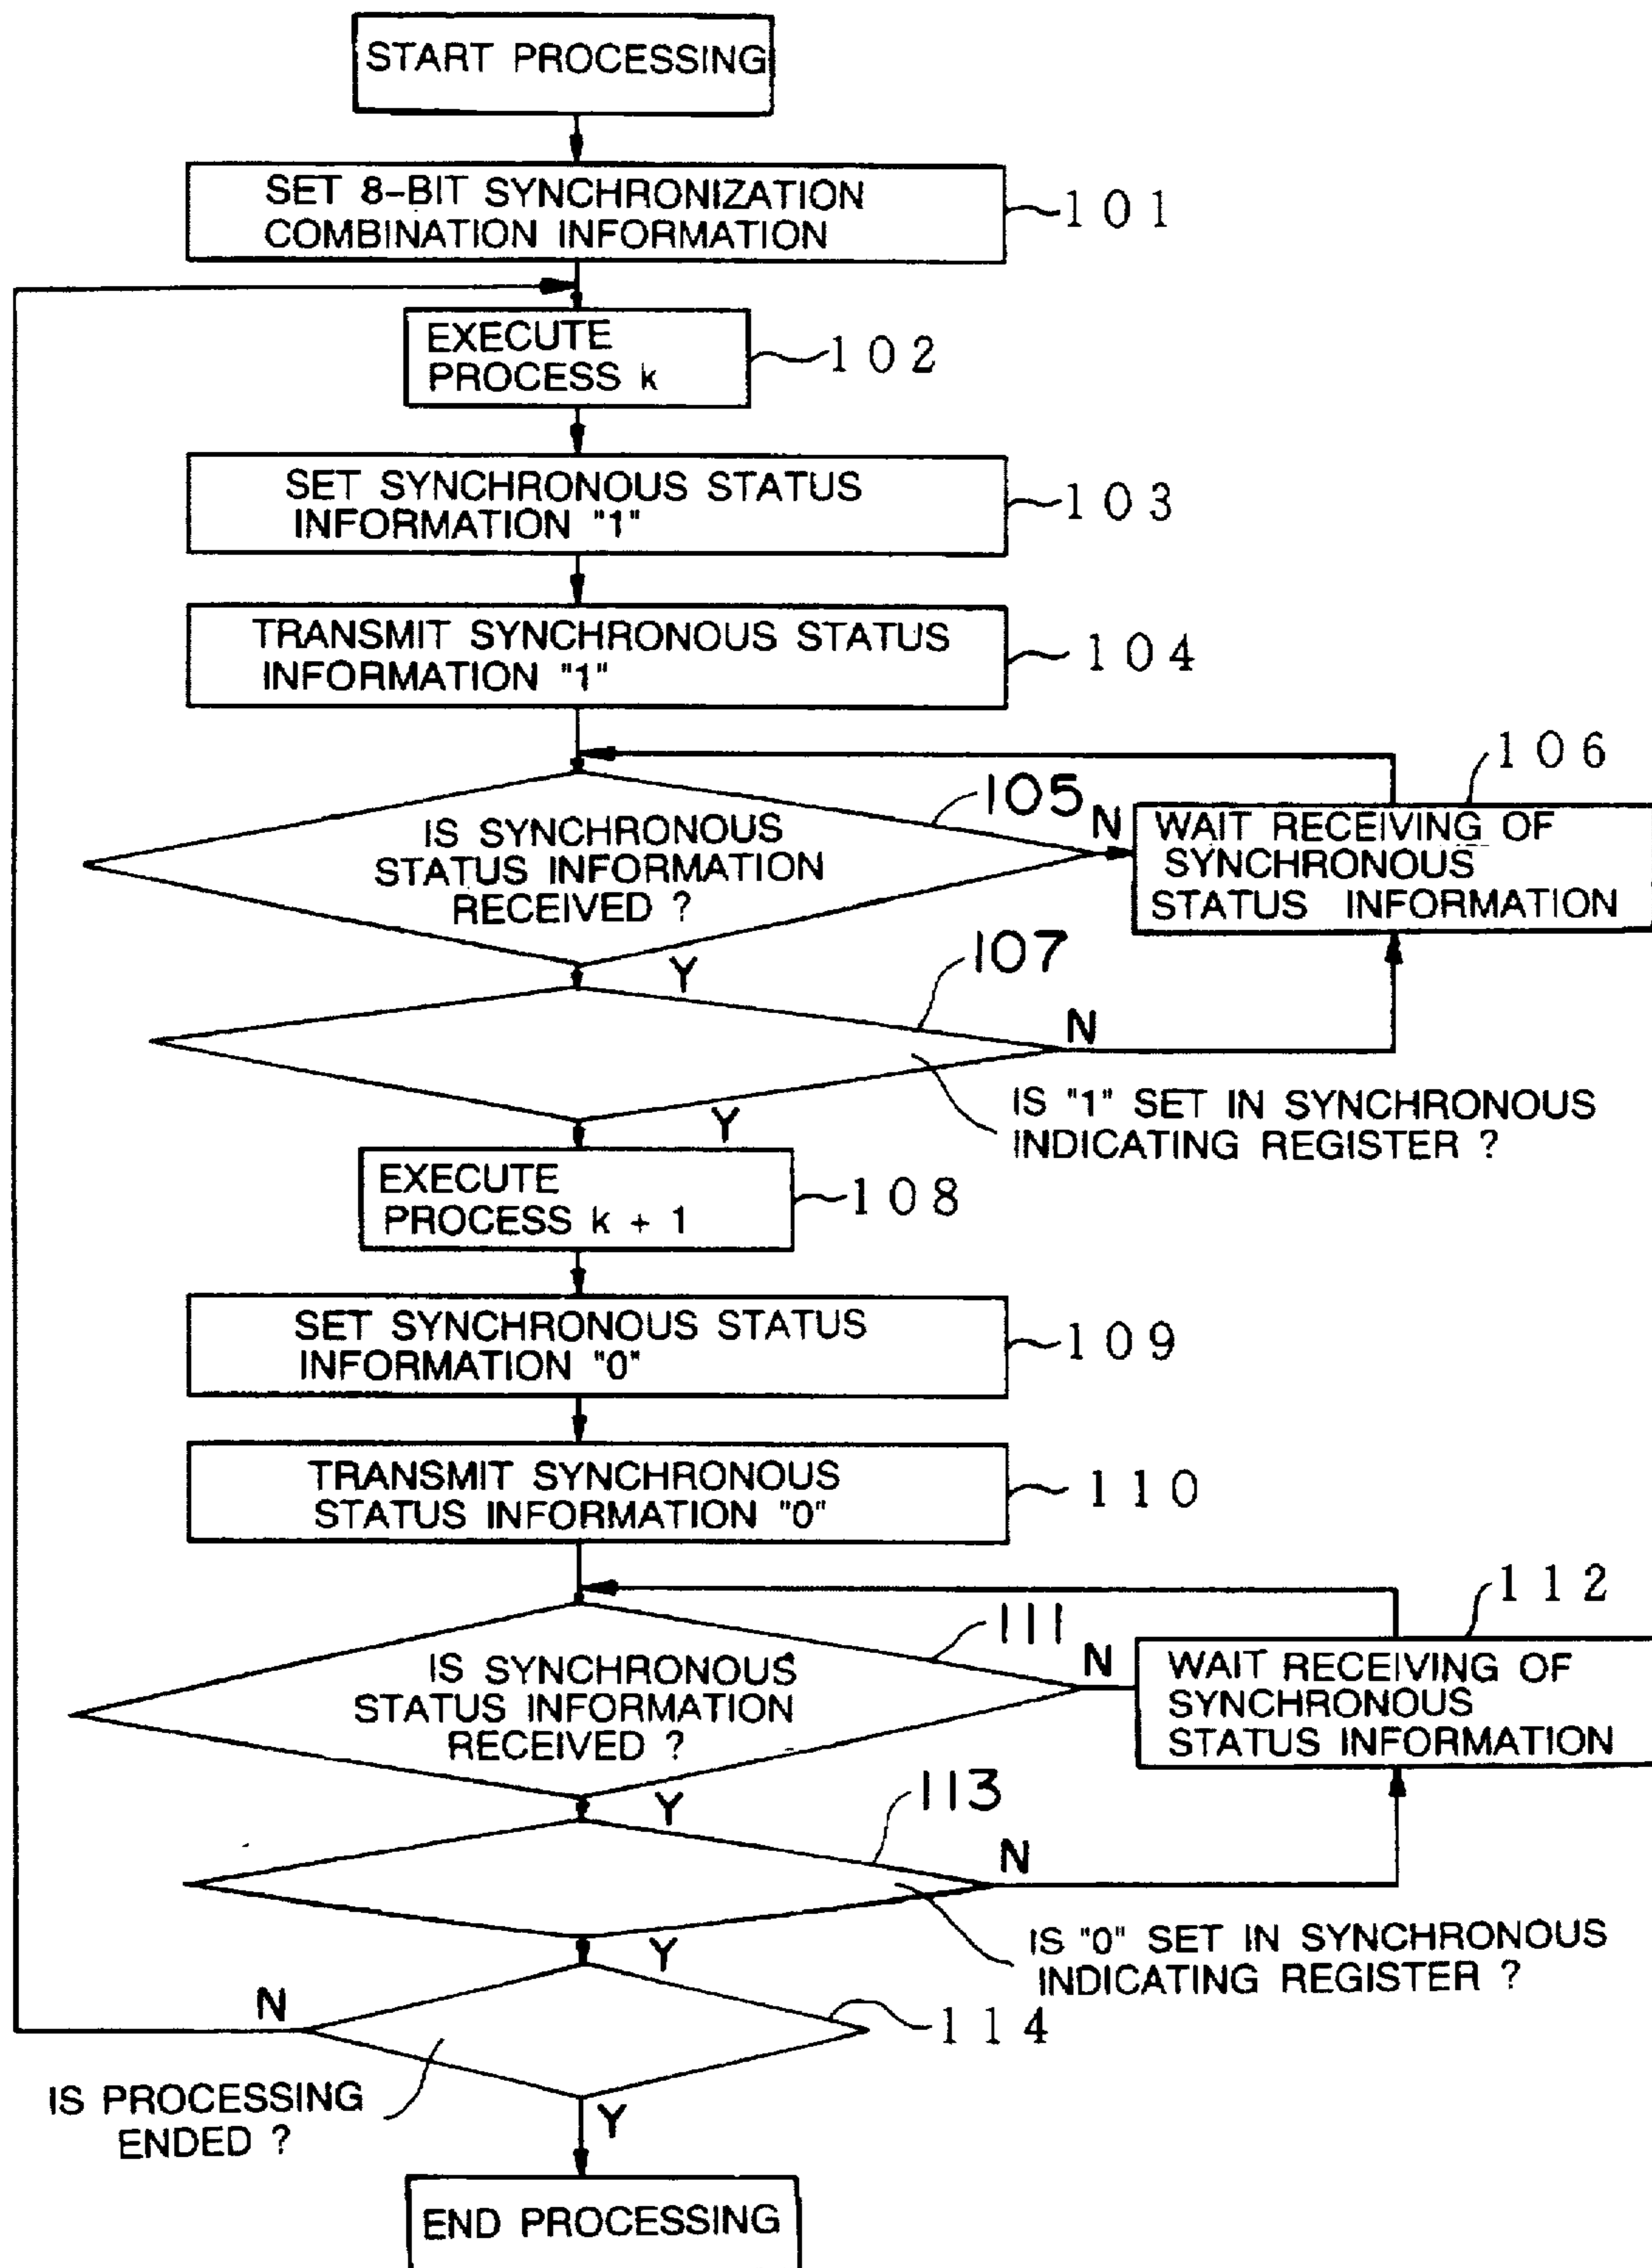 START PROCESSING
SET 8-BIT SYNCHRONIZATION
COMBINATION INFORMATION
101
EXECUTE
PROCESS k
102
SET SYNCHRONOUS STATUS
INFORMATION "1"
103
TRANSMIT SYNCHRONOUS STATUS
INFORMATION "1"
104
IS SYNCHRONOUS
STATUS INFORMATION
RECEIVED ?
105
N
Y
106
WAIT RECEIVING OF
SYNCHRONOUS
STATUS INFORMATION
107
N
IS "1" SET IN SYNCHRONOUS
INDICATING REGISTER ?
Y
EXECUTE
PROCESS k + 1
108
SET SYNCHRONOUS STATUS
INFORMATION "0"
109
TRANSMIT SYNCHRONOUS
STATUS INFORMATION "0"
110
IS SYNCHRONOUS
STATUS INFORMATION
RECEIVED ?
111
N
Y
112
WAIT RECEIVING OF
SYNCHRONOUS
STATUS INFORMATION
113
N
IS "0" SET IN SYNCHRONOUS
INDICATING REGISTER ?
Y
N
114
IS PROCESSING
ENDED ?
Y
END PROCESSING